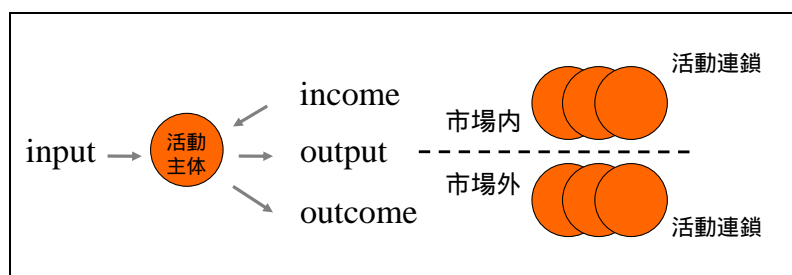 input
活動
主体
income
output
outcome
市場内
市場外
活動連鎖
活動連鎖